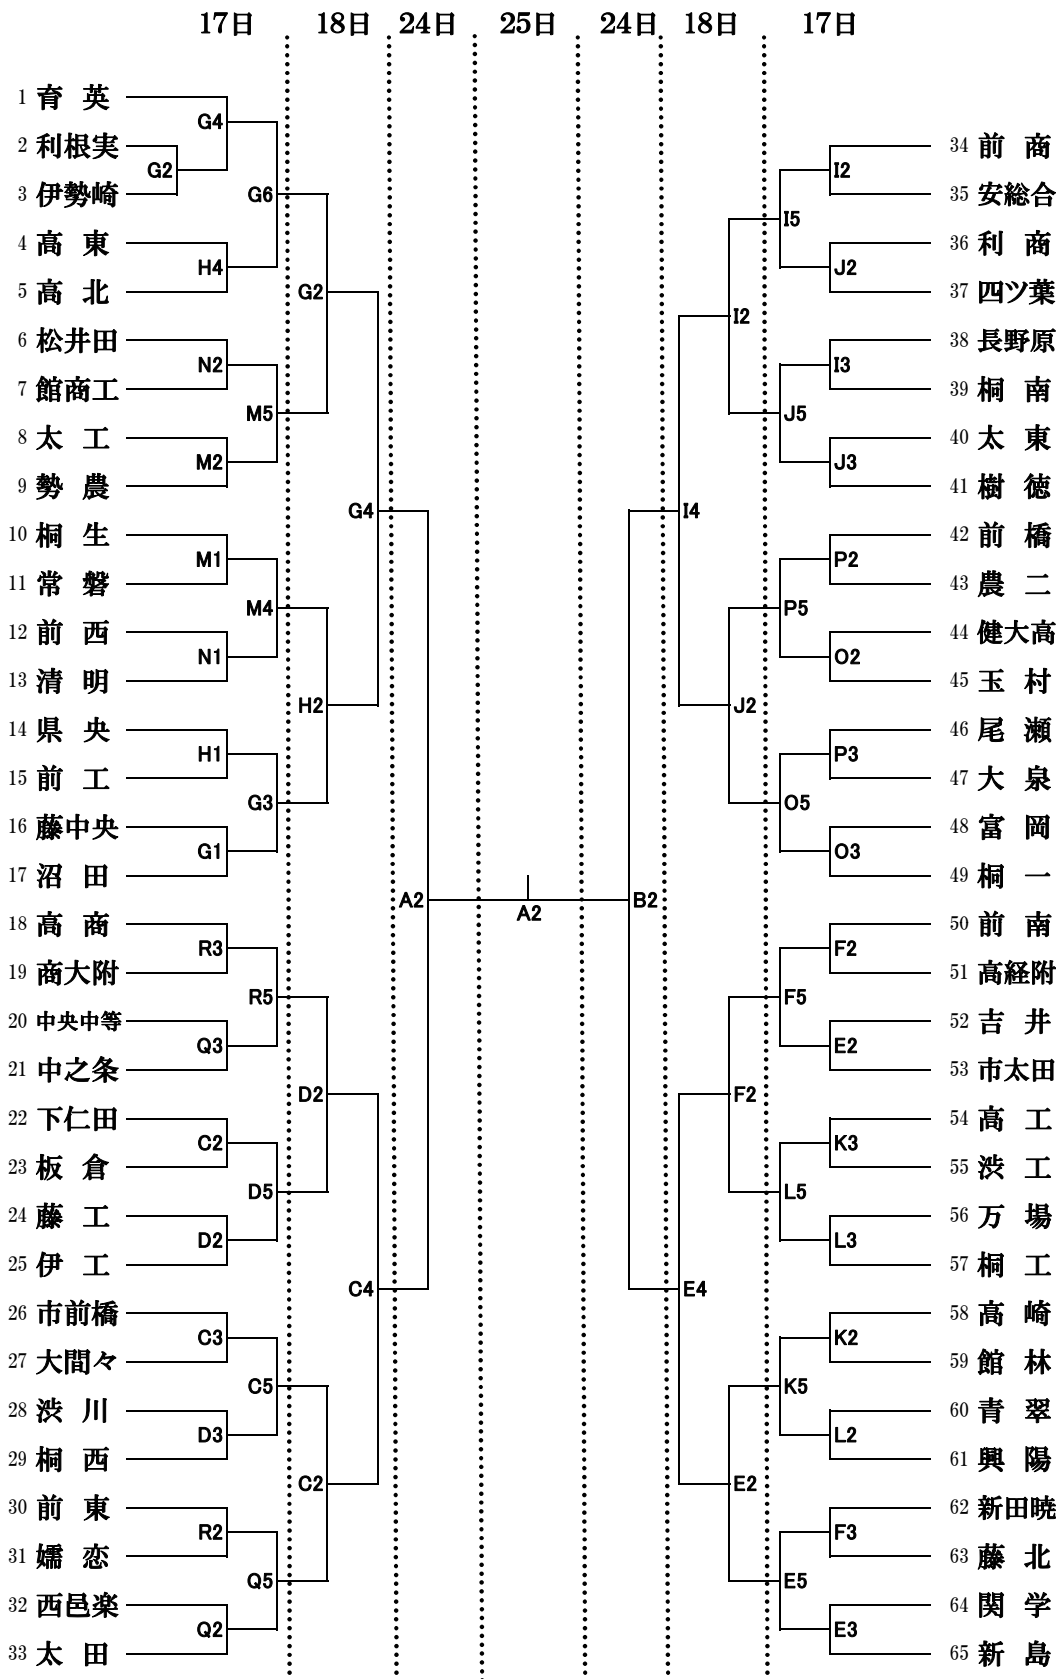 17日 18日 24日 25日 24日 18日 17日
1 育 英
G4
2 利根実
34 前 商
G2
I2
3 伊勢崎
G6
35 安総合
I5
4 高 東
36 利 商
H4
J2
5 高 北
G2
37 四ツ葉
I2
6 松井田
38 長野原
N2
I3
7 館商工
39 桐 南
M5
J5
8 太 工
40 太 東
M2
J3
9 勢 農
41 樹 徳
G4
I4
10 桐 生
42 前 橋
M1
P2
11 常 磐
43 農 二
M4
P5
12 前 西
44 健大高
N1
O2
13 清 明
45 玉 村
H2
J2
14 県 央
46 尾 瀬
H1
P3
15 前 工
47 大 泉
G3
O5
16 藤中央
48 富 岡
G1
O3
17 沼 田
49 桐 一
A2
A2
B2
18 高 商
50 前 南
R3
F2
19 商大附
51 高経附
R5
F5
20 中央中等
52 吉 井
Q3
E2
21 中之条
53 市太田
D2
F2
22 下仁田
54 高 工
C2
K3
23 板 倉
55 渋 工
D5
L5
24 藤 工
56 万 場
D2
L3
25 伊 工
57 桐 工
C4
E4
26 市前橋
58 高 崎
C3
K2
27 大間々
59 館 林
C5
K5
28 渋 川
60 青 翠
D3
L2
29 桐 西
61 興 陽
C2
E2
30 前 東
62 新田暁
R2
F3
31 嬬 恋
63 藤 北
Q5
E5
32 西邑楽
64 関 学
Q2
E3
33 太 田
65 新 島